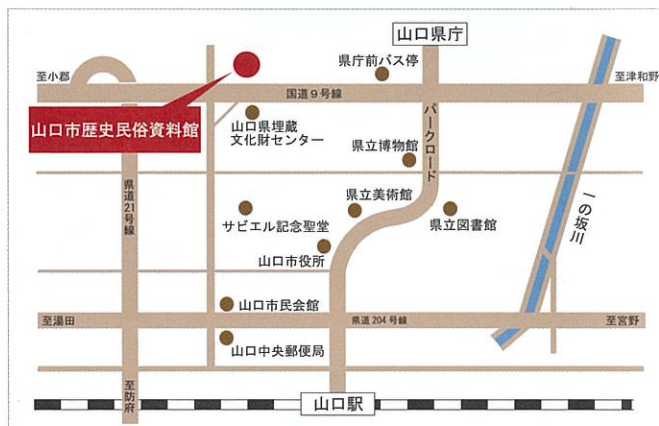 山口県庁
県庁前バス停
至小郡
至津和野
国道9号線
山口市歴史民俗資料館
山口県埋蔵
文化財センター
パークロード
県立博物館
県道21号線
県立美術館
サビエル記念聖堂
県立図書館
一の坂川
山口市役所
山口市民会館
至湯田
県道204号線
至宮野
山口中央郵便局
至防府
山口駅